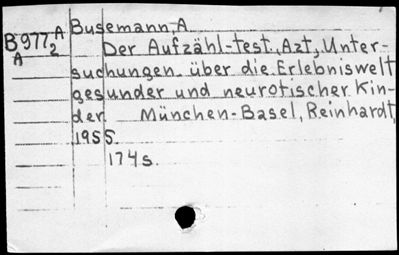 Busemann A
B977 A 2
A
Der Aufzähl-test. Azt, Unter-
suchungen über die Erlebniswelt
gesunder und neurotischer Kin-
der München-Basel, Reinhardt,
1955.
174s.